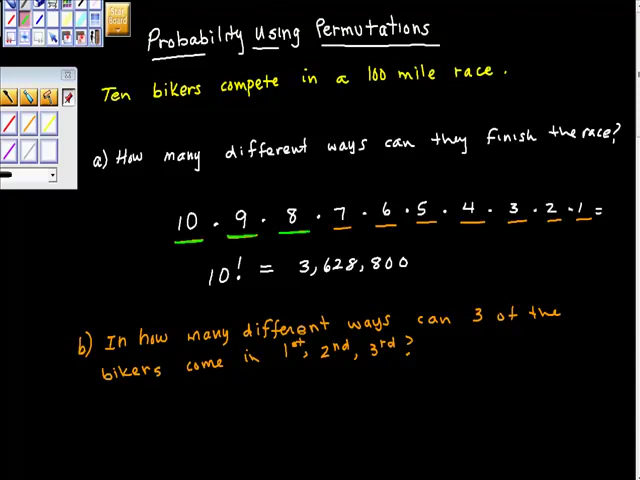 Start Board
Probability Using Permutations
Ten bikers compete in a 100 mile race.
a) How many different ways can they finish the race?
10 · 9 · 8 · 7 · 6 · 5 · 4 · 3 · 2 · 1 =
10! = 3,628,800
b) In how many different ways can 3 of the
bikers come in 1st, 2nd, 3rd?